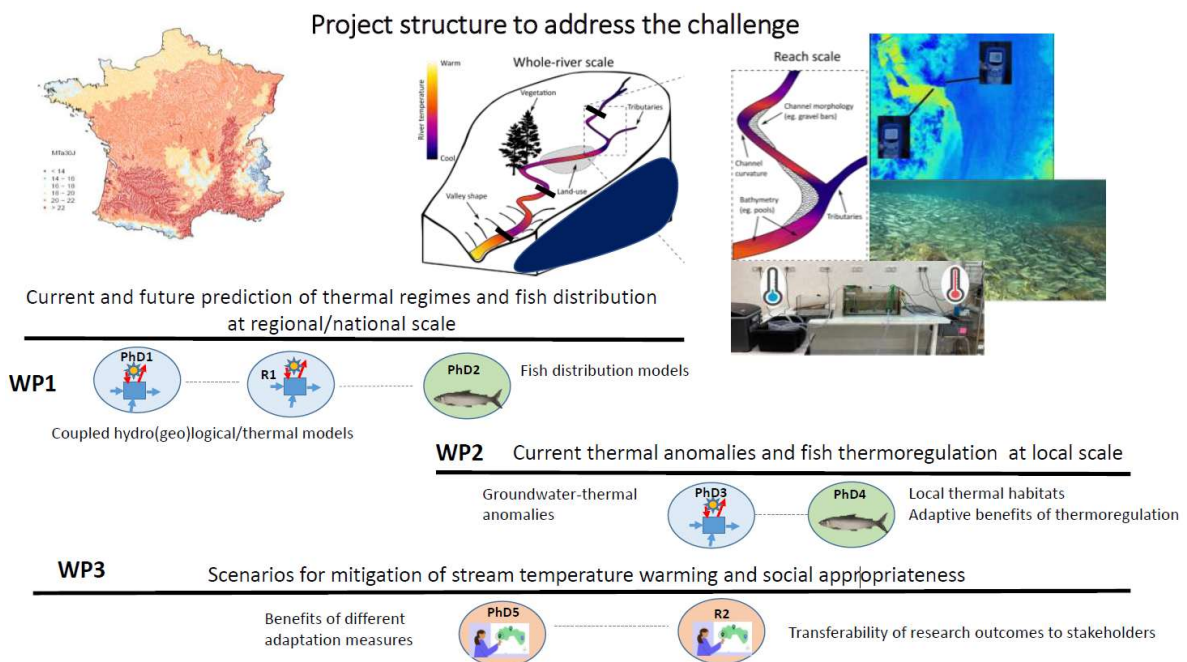 Project structure to address the challenge
MTa30J
< 14
14 – 16
16 – 18
18 – 20
20 – 22
> 22
Warm
River temperature
Cool
Whole-river scale
Vegetation
Tributaries
Land-use
Valley shape
Reach scale
Channel morphology
(eg. gravel bars)
Channel
curvature
Bathymetry
(eg. pools)
Tributaries
Current and future prediction of thermal regimes and fish distribution
at regional/national scale
WP1
PhD1
R1
PhD2
Fish distribution models
Coupled hydro(geo)logical/thermal models
WP2
Current thermal anomalies and fish thermoregulation at local scale
Groundwater-thermal
anomalies
PhD3
PhD4
Local thermal habitats
Adaptive benefits of thermoregulation
WP3
Scenarios for mitigation of stream temperature warming and social appropriateness
Benefits of different
adaptation measures
PhD5
R2
Transferability of research outcomes to stakeholders